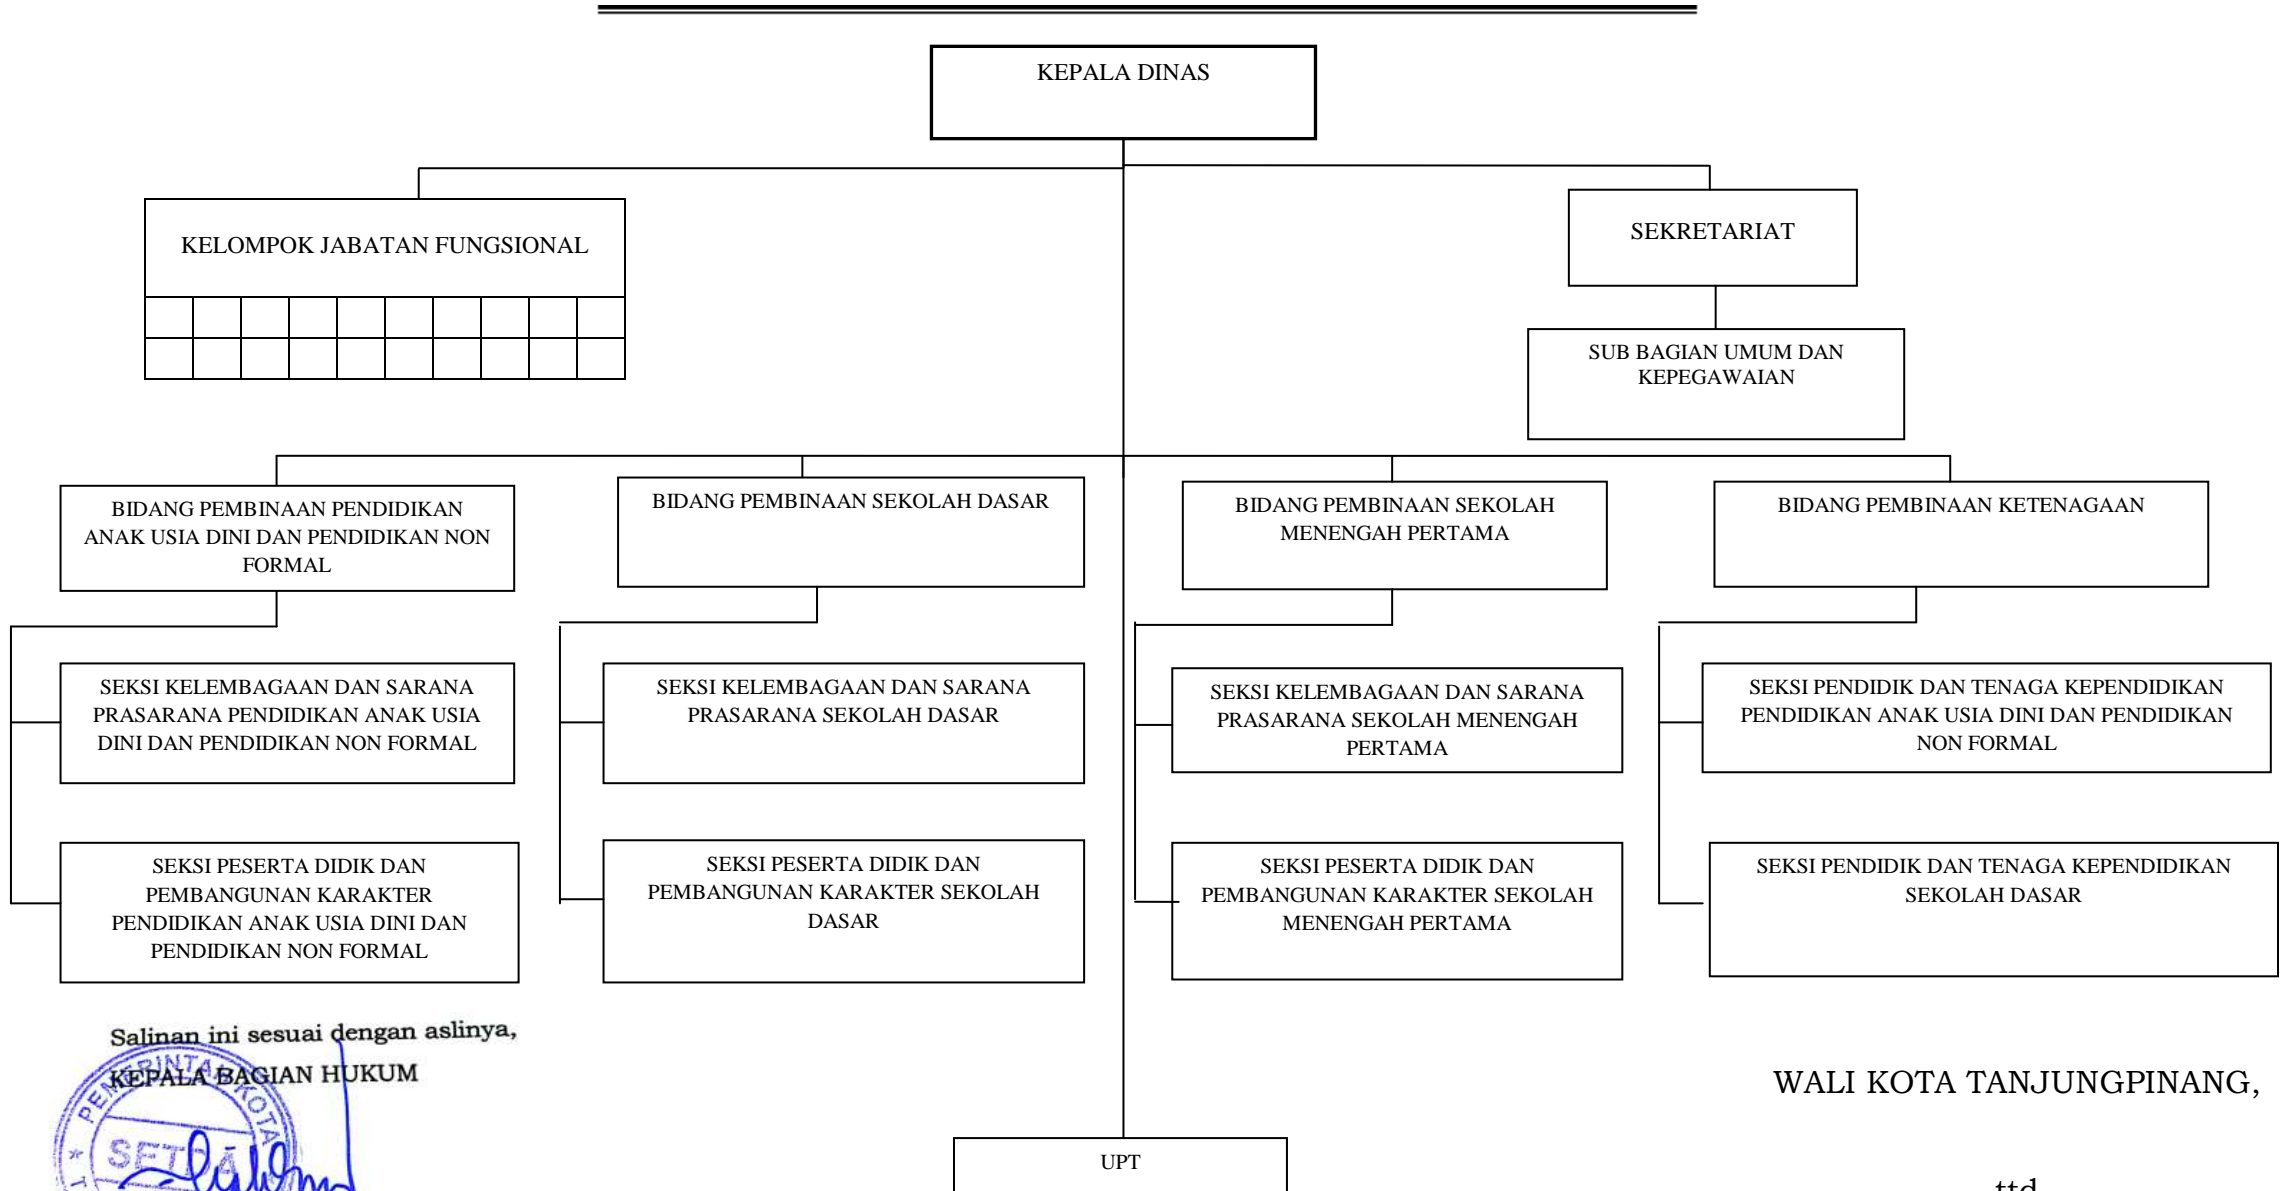 KEPALA DINAS
KELOMPOK JABATAN FUNGSIONAL
SEKRETARIAT
SUB BAGIAN UMUM DAN
KEPEGAWAIAN
BIDANG PEMBINAAN PENDIDIKAN
ANAK USIA DINI DAN PENDIDIKAN NON
FORMAL
BIDANG PEMBINAAN SEKOLAH DASAR
BIDANG PEMBINAAN SEKOLAH
MENENGAH PERTAMA
BIDANG PEMBINAAN KETENAGAAN
SEKSI KELEMBAGAAN DAN SARANA
PRASARANA PENDIDIKAN ANAK USIA
DINI DAN PENDIDIKAN NON FORMAL
SEKSI KELEMBAGAAN DAN SARANA
PRASARANA SEKOLAH DASAR
SEKSI KELEMBAGAAN DAN SARANA
PRASARANA SEKOLAH MENENGAH
PERTAMA
SEKSI PENDIDIK DAN TENAGA KEPENDIDIKAN
PENDIDIKAN ANAK USIA DINI DAN PENDIDIKAN
NON FORMAL
SEKSI PESERTA DIDIK DAN
PEMBANGUNAN KARAKTER
PENDIDIKAN ANAK USIA DINI DAN
PENDIDIKAN NON FORMAL
SEKSI PESERTA DIDIK DAN
PEMBANGUNAN KARAKTER SEKOLAH
DASAR
SEKSI PESERTA DIDIK DAN
PEMBANGUNAN KARAKTER SEKOLAH
MENENGAH PERTAMA
SEKSI PENDIDIK DAN TENAGA KEPENDIDIKAN
SEKOLAH DASAR
Salinan ini sesuai dengan aslinya,
KEPALA BAGIAN HUKUM
PEMERINTAH KOTA
SETDA
WALI KOTA TANJUNGPINANG,
UPT
ttd